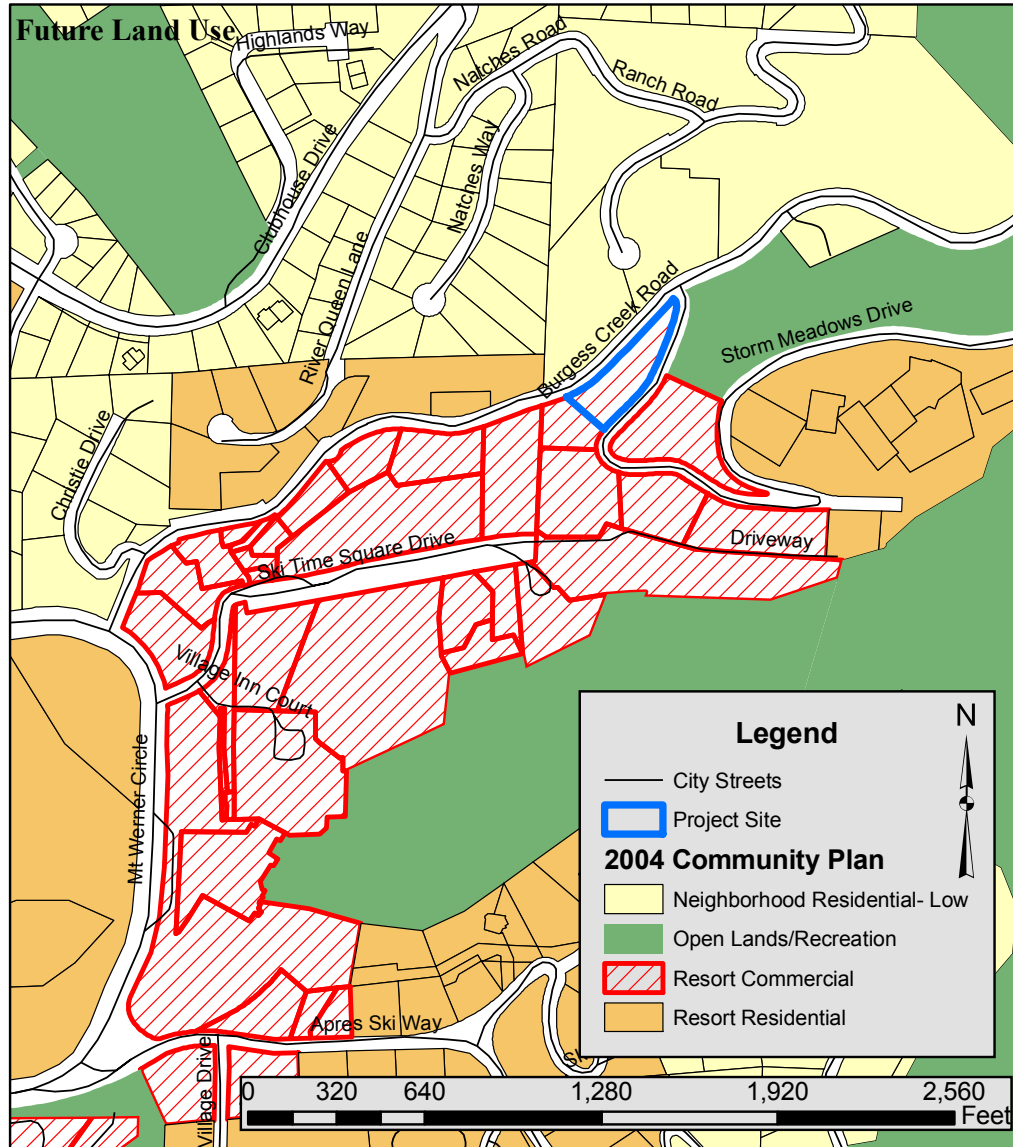 Future Land Use
Highlands Way
Natches Road
Ranch Road
Clubhouse Drive
Natches Way
River Queen Lane
Burgess Creek Road
Storm Meadows Drive
Christie Drive
Ski Time Square Drive
Driveway
Village Inn Court
Mt Werner Circle
Apres Ski Way
Village Drive
Legend
N
City Streets
Project Site
2004 Community Plan
Neighborhood Residential- Low
Open Lands/Recreation
Resort Commercial
Resort Residential
0 320 640 1,280 1,920 2,560
Feet